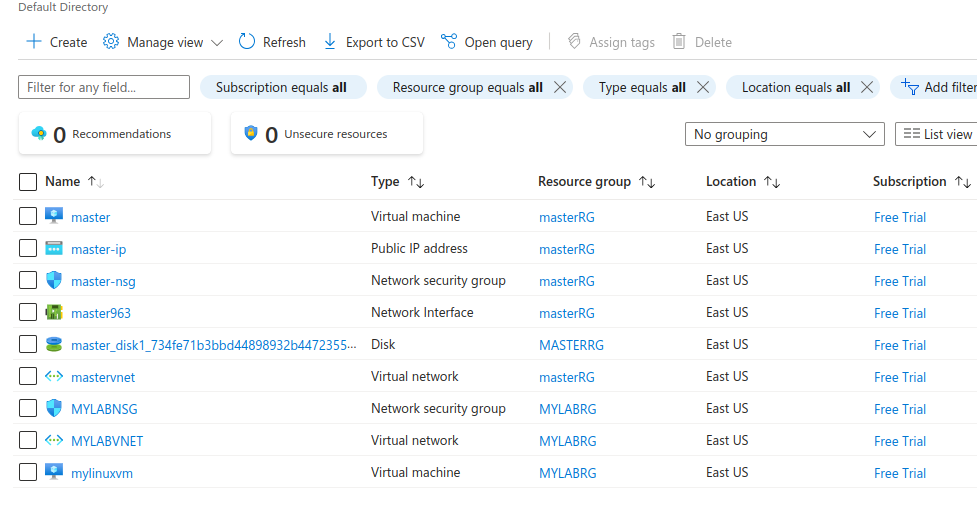 Default Directory
Create Manage view Refresh Export to CSV Open query Assign tags Delete
Filter for any field... Subscription equals all Resource group equals all Type equals all Location equals all Add filter
0 Recommendations 0 Unsecure resources No grouping List view
Name Type Resource group Location Subscription
master Virtual machine masterRG East US Free Trial
master-ip Public IP address masterRG East US Free Trial
master-nsg Network security group masterRG East US Free Trial
master963 Network Interface masterRG East US Free Trial
master_disk1_734fe71b3bbd44898932b4472355... Disk MASTERRG East US Free Trial
mastervnet Virtual network masterRG East US Free Trial
MYLABNSG Network security group MYLABRG East US Free Trial
MYLABVNET Virtual network MYLABRG East US Free Trial
mylinuxvm Virtual machine MYLABRG East US Free Trial